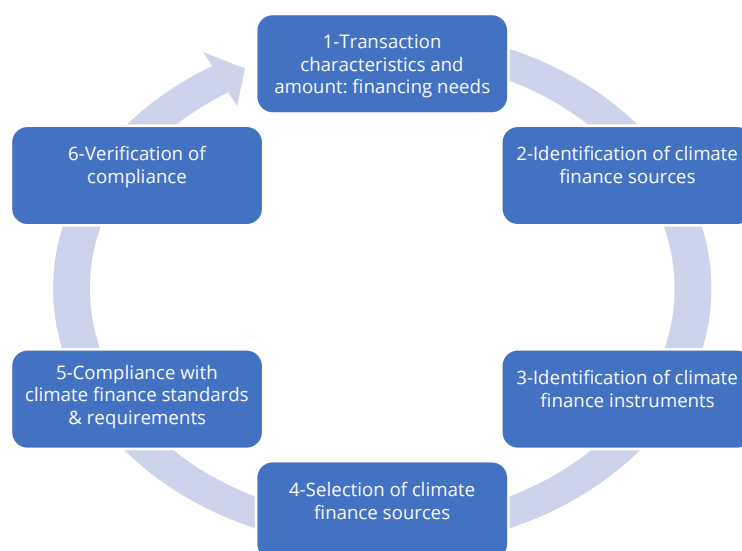 1-Transaction
characteristics and
amount: financing needs
2-Identification of climate
finance sources
3-Identification of climate
finance instruments
4-Selection of climate
finance sources
5-Compliance with
climate finance standards
& requirements
6-Verification of
compliance